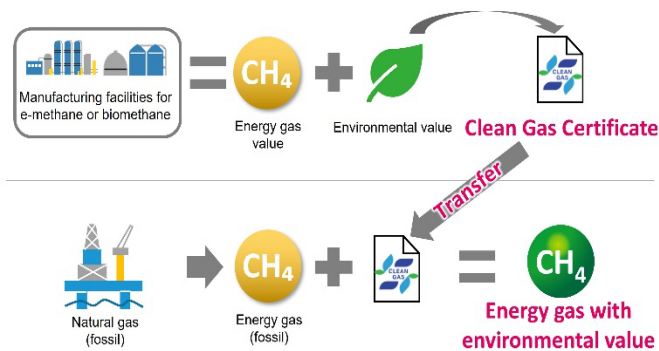 CH4
CLEAN GAS
Manufacturing facilities for
e-methane or biomethane
Energy gas
value
Environmental value
Clean Gas Certificate
Transfer
CH4
CLEAN GAS
CH4
Natural gas
(fossil)
Energy gas
(fossil)
Energy gas with
environmental value